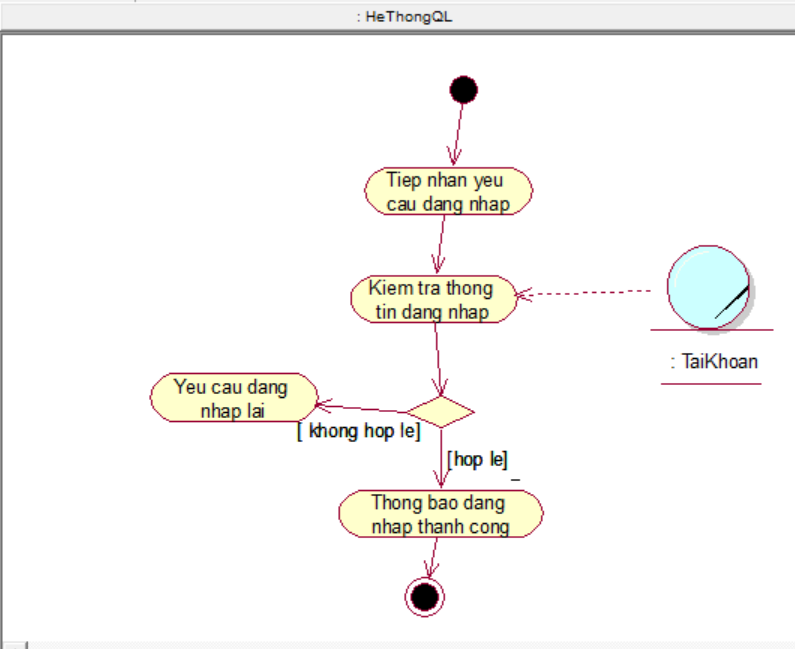 : HeThongQL
Tiep nhan yeu
cau dang nhap
Kiem tra thong
tin dang nhap
: TaiKhoan
Yeu cau dang
nhap lai
[ khong hop le]
[hop le]
Thong bao dang
nhap thanh cong